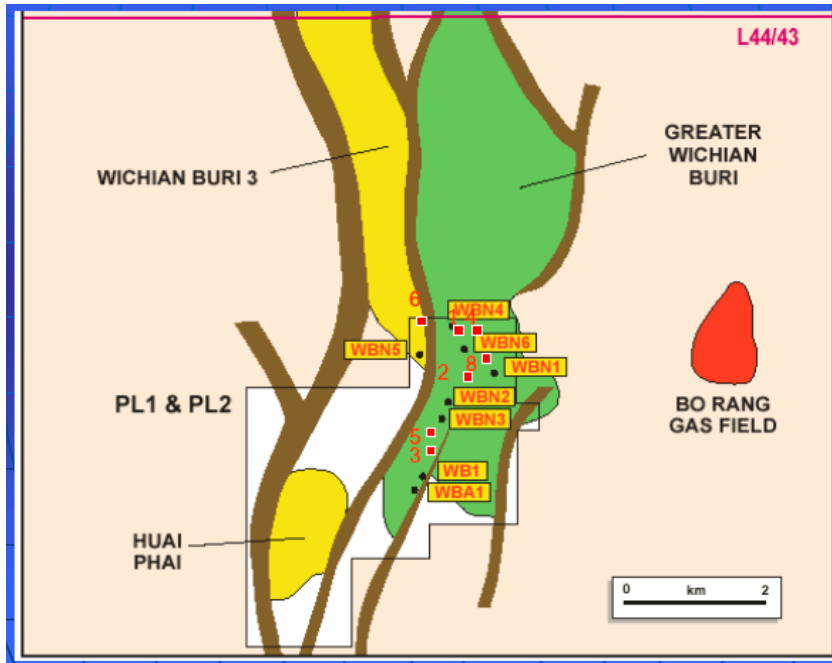 L44/43
GREATER
WICHIAN
BURI
WICHIAN BURI 3
6
WBN4
1 4
WBN5
WBN6
2 8
WBN1
PL1 & PL2
WBN2
WBN3
BO RANG
GAS FIELD
5
3
WB1
WBA1
HUAI
PHAI
0 km 2